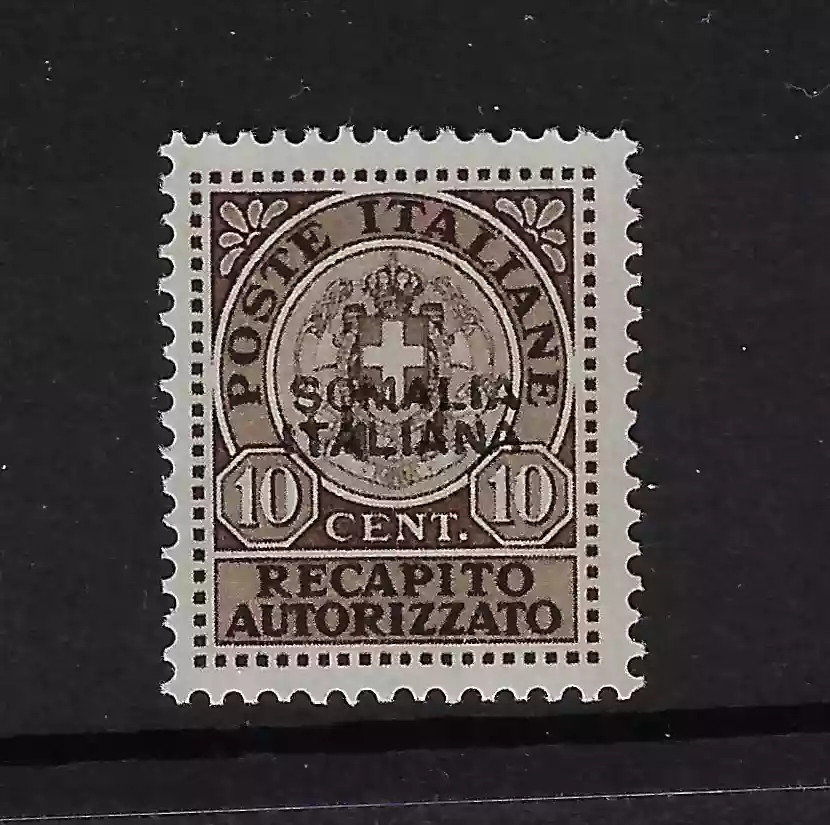 POSTE ITALIANE
SOMALIA
ITALIANA
10 CENT. 10
RECAPITO
AUTORIZZATO